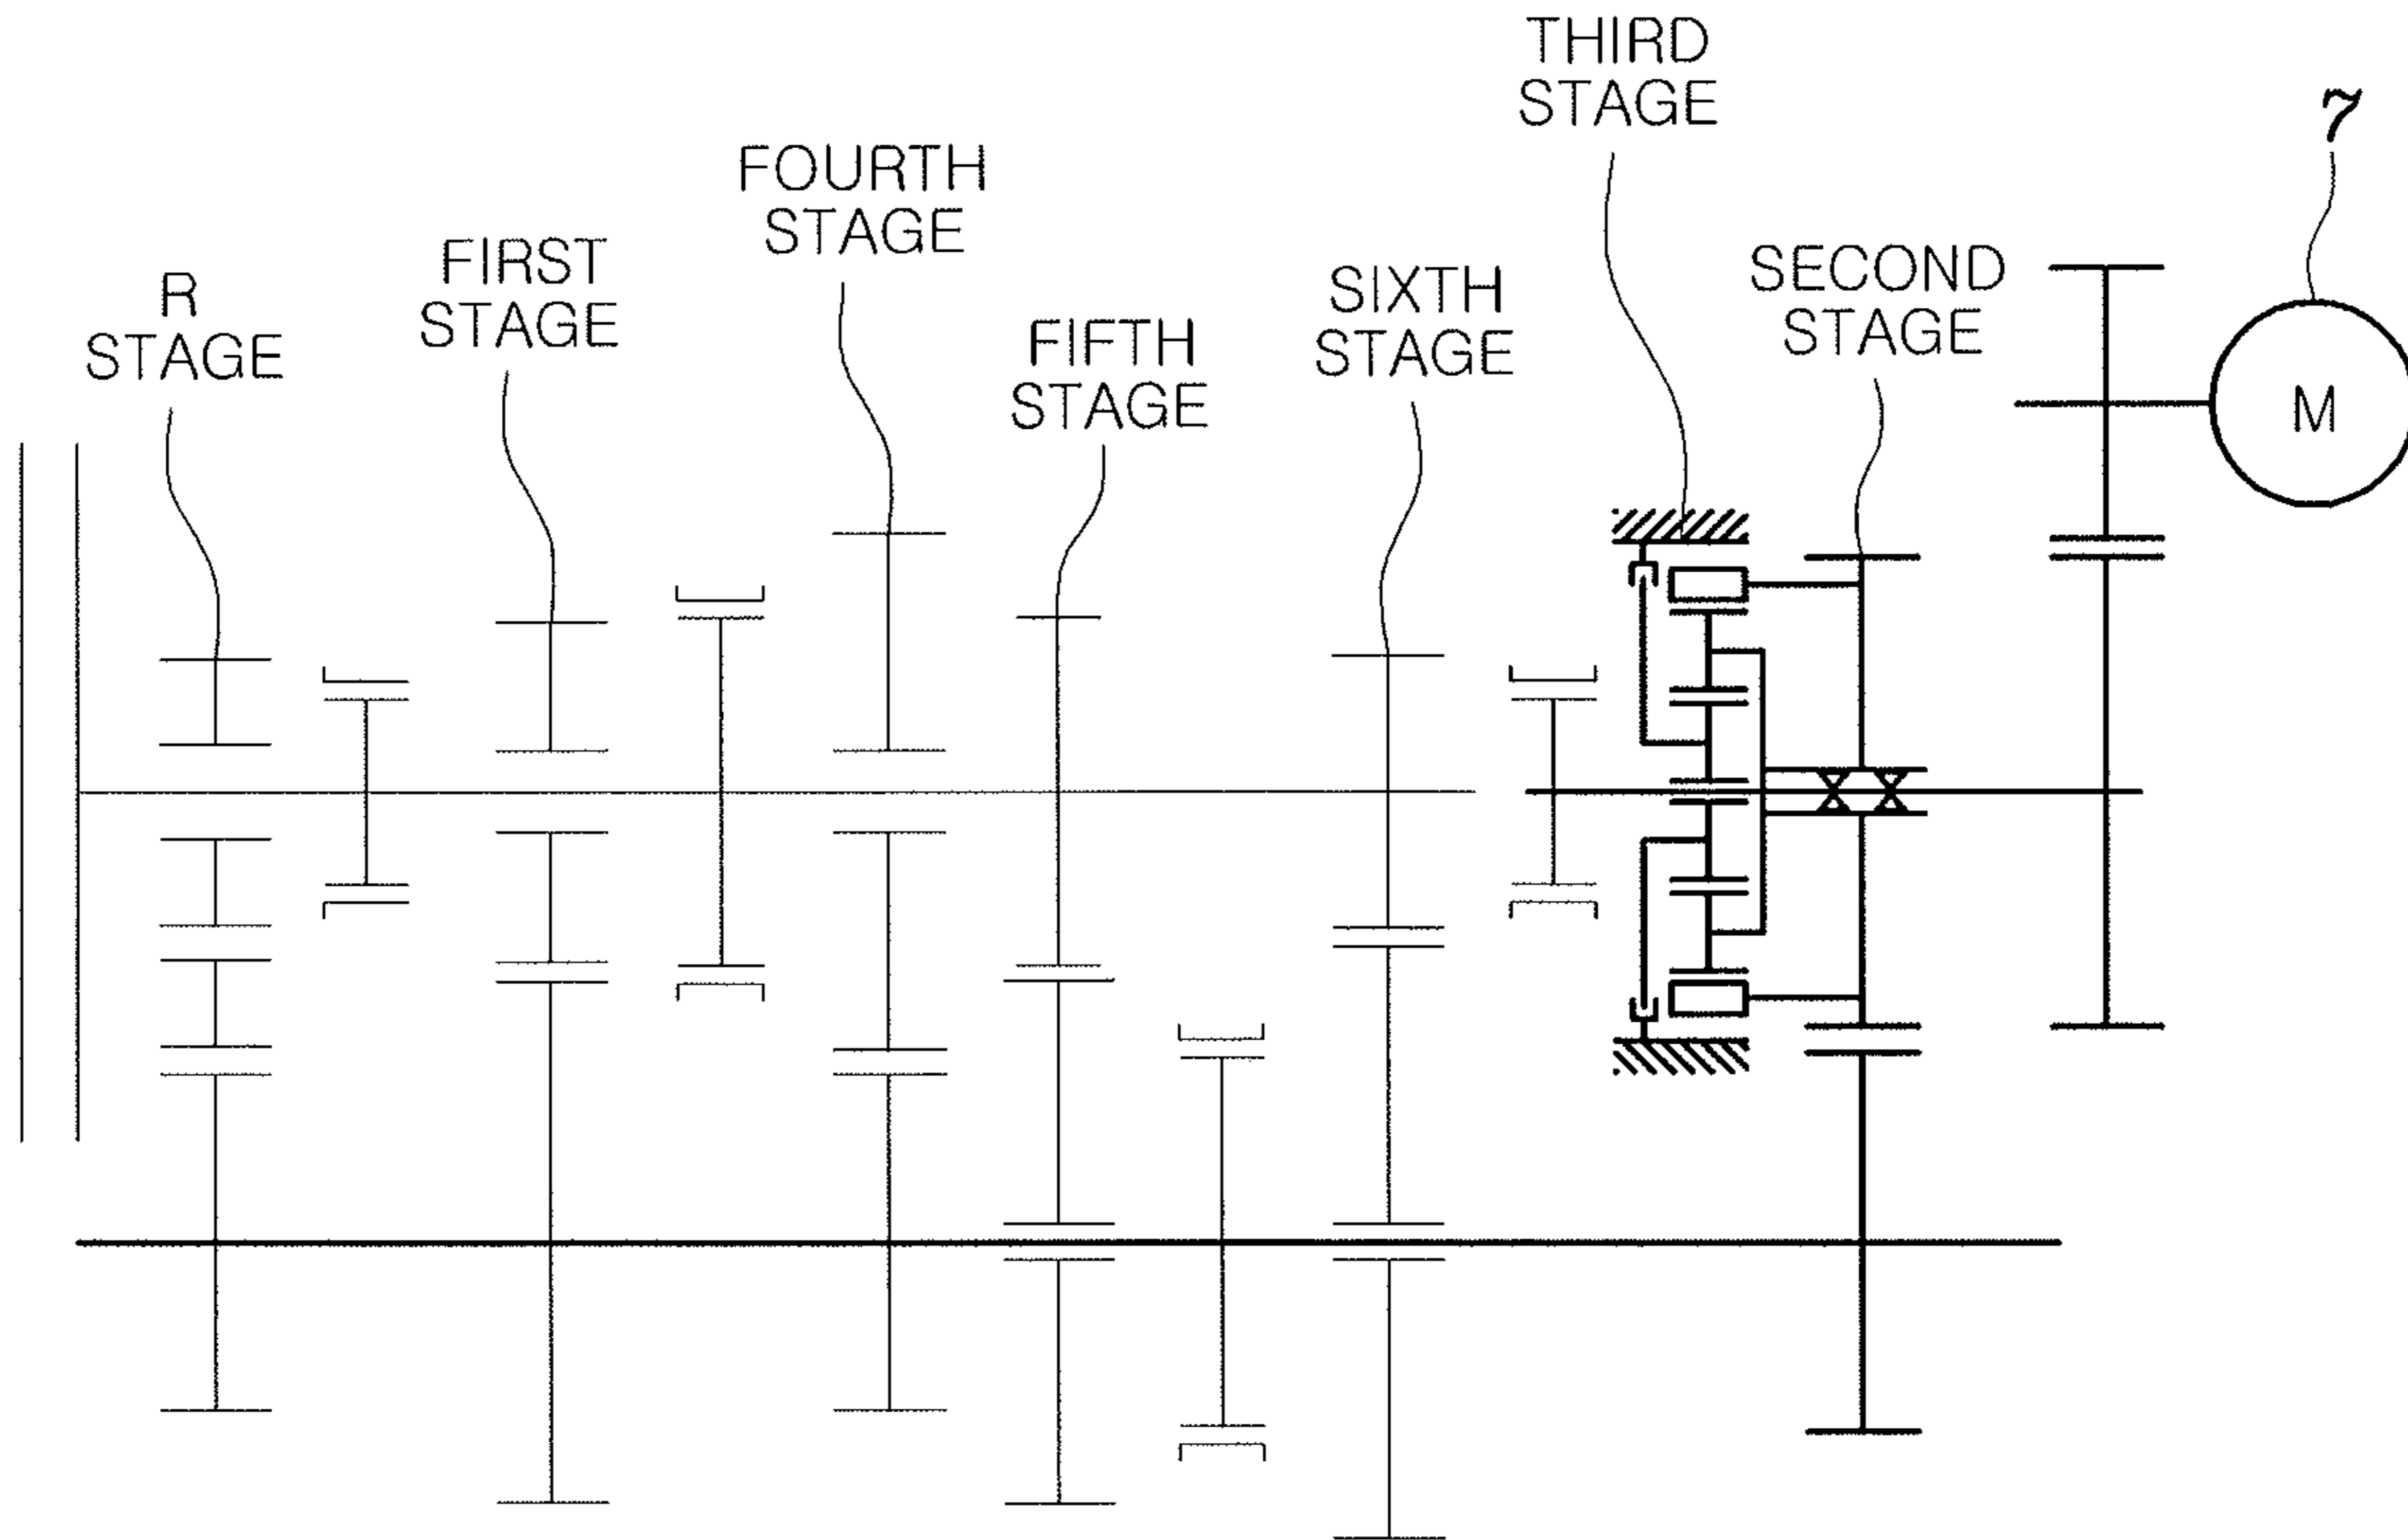 R
STAGE
FIRST
STAGE
FOURTH
STAGE
FIFTH
STAGE
SIXTH
STAGE
THIRD
STAGE
SECOND
STAGE
7
M